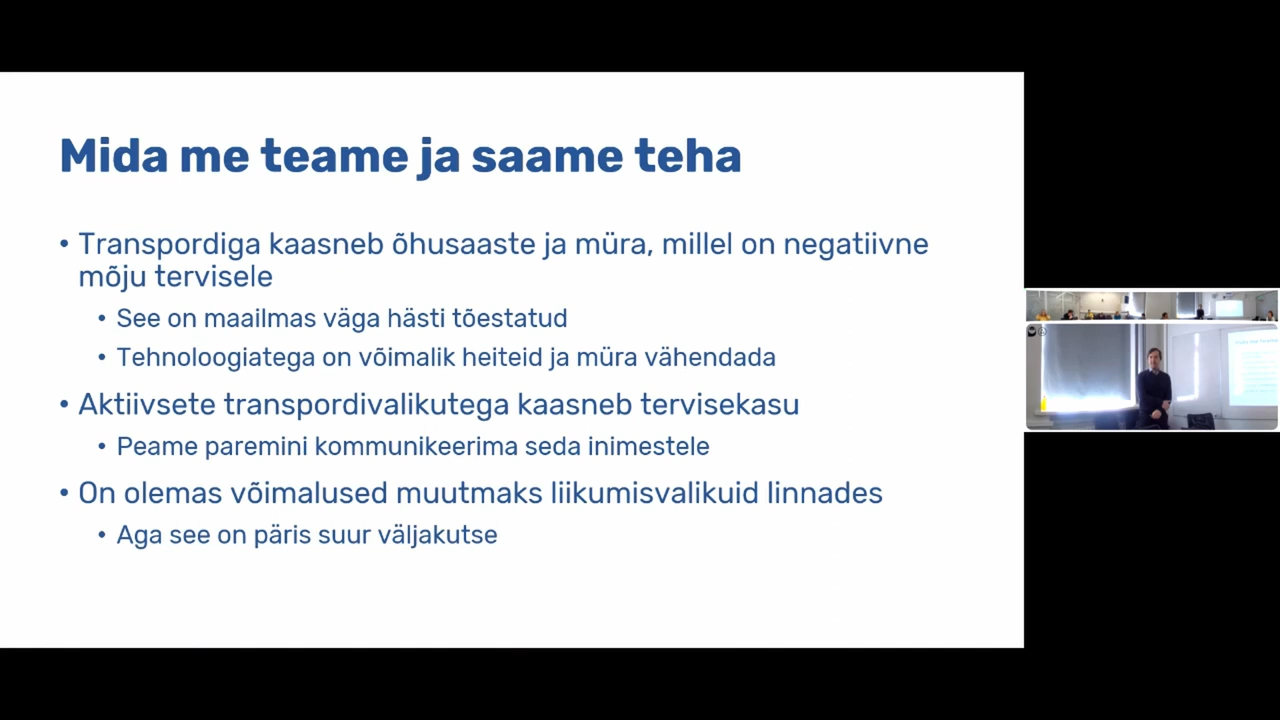 Mida me teame ja saame teha
• Transpordiga kaasneb õhusaaste ja müra, millel on negatiivne
mõju tervisele
• See on maailmas väga hästi tõestatud
• Tehnoloogiatega on võimalik heiteid ja müra vähendada
• Aktiivsete transpordivalikutega kaasneb tervisekasu
• Peame paremini kommunikeerima seda inimestele
• On olemas võimalused muutmaks liikumisvalikuid linnades
• Aga see on päris suur väljakutse